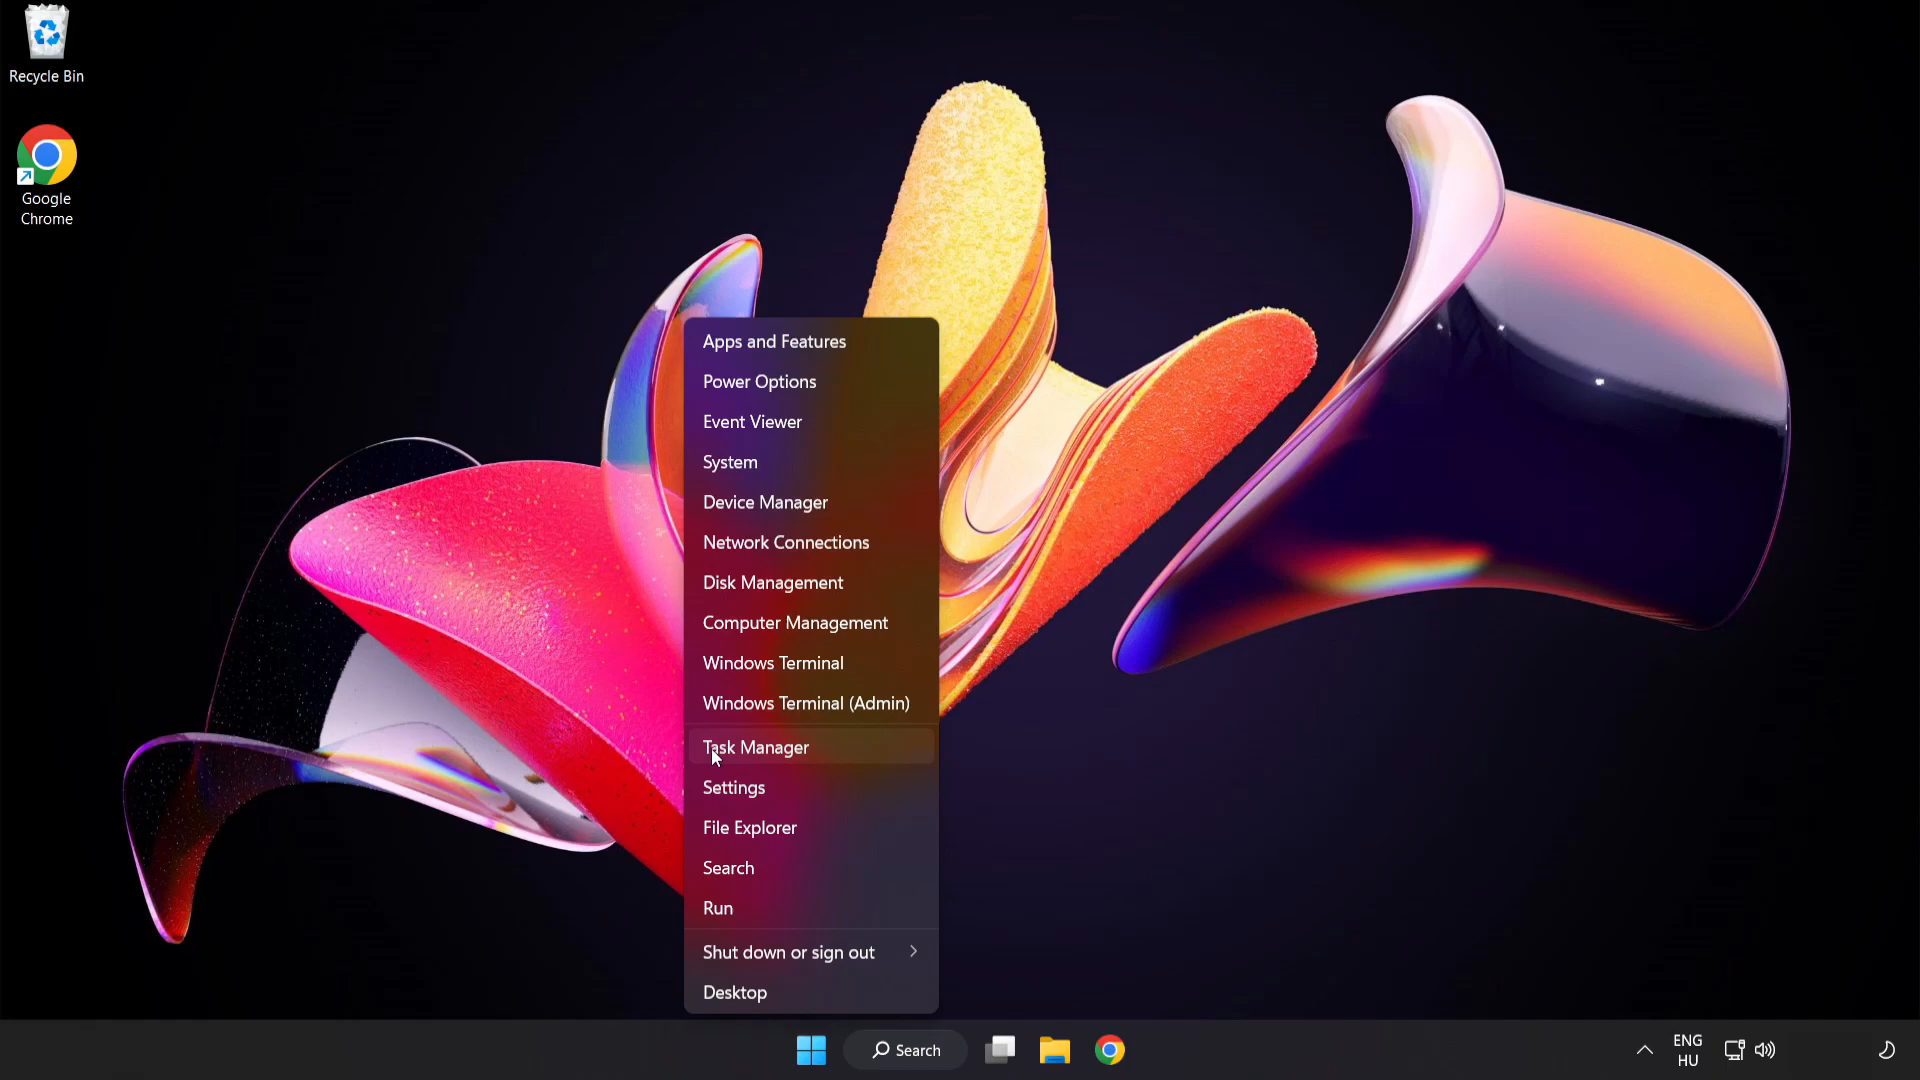 Recycle Bin
Google
Chrome
Apps and Features
Power Options
Event Viewer
System
Device Manager
Network Connections
Disk Management
Computer Management
Windows Terminal
Windows Terminal (Admin)
Task Manager
Settings
File Explorer
Search
Run
Shut down or sign out
Desktop
Search
ENG
HU